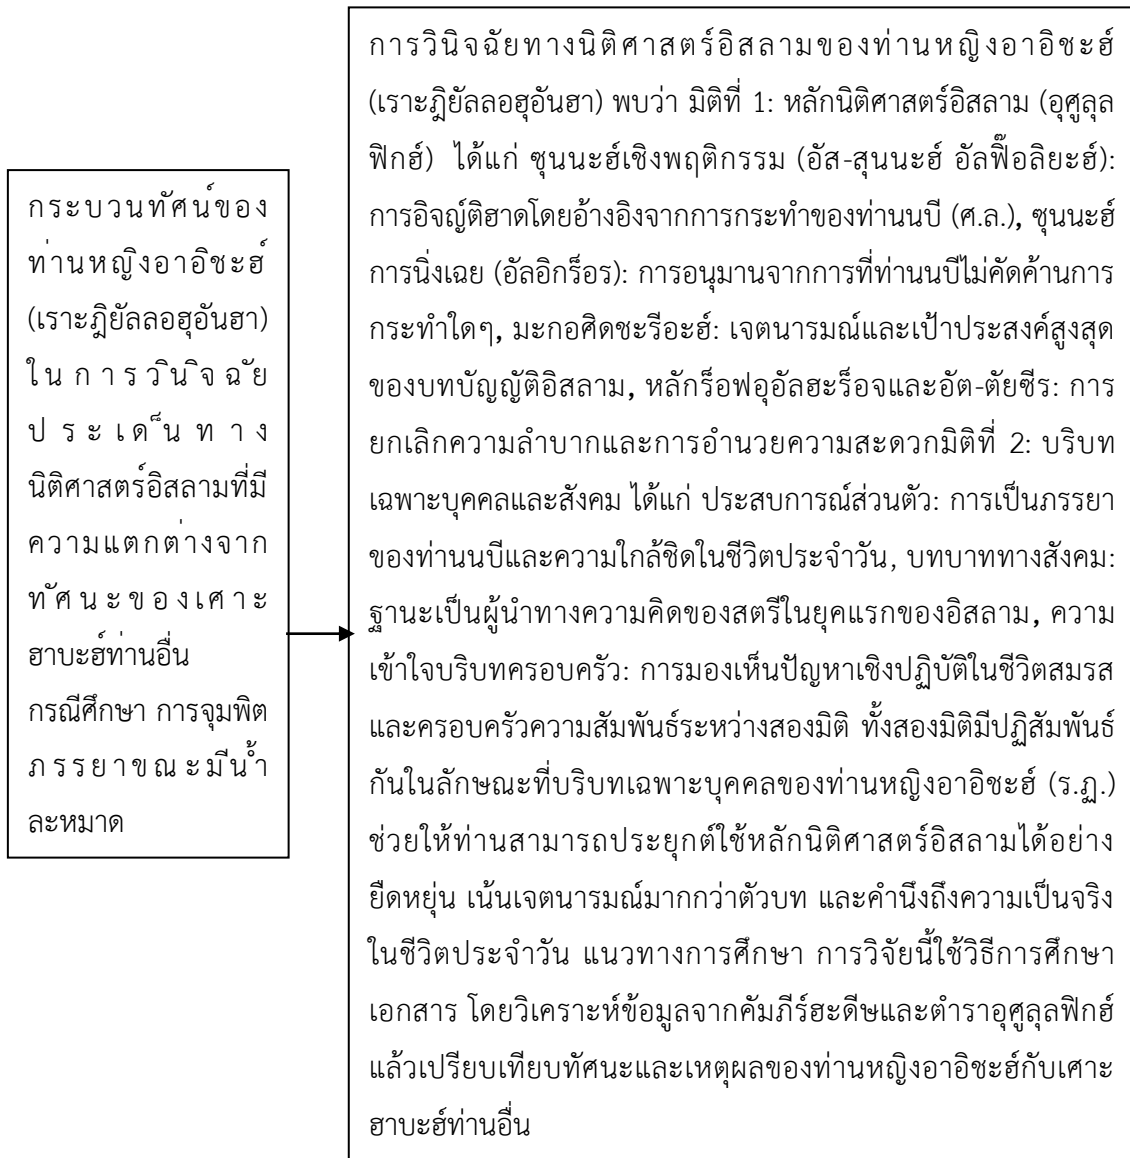 กระบวนทัศน์ของ
ท่านหญิงอาอิชะฮ์
(เราะฎิยัลลอฮุอันฮา)
ในการวินิจฉัย
ประเด็นทาง
นิติศาสตร์อิสลามที่มี
ความแตกต่างจาก
ทัศนะของเศาะ
ฮาบะฮ์ท่านอื่น
กรณีศึกษา การจุมพิต
ภรรยาขณะมีน้ำ
ละหมาด
การวินิจฉัยทางนิติศาสตร์อิสลามของท่านหญิงอาอิชะฮ์
(เราะฎิยัลลอฮุอันฮา) พบว่า มิติที่ 1: หลักนิติศาสตร์อิสลาม (อุศูลุล
ฟิกฮ์) ได้แก่ ซุนนะฮ์เชิงพฤติกรรม (อัส-สุนนะฮ์ อัลฟิ๊อลิยะฮ์):
การอิจญ์ติฮาดโดยอ้างอิงจากการกระทำของท่านนบี (ศ.ล.), ซุนนะฮ์
การนิ่งเฉย (อัลอิกร็อร): การอนุมานจากการที่ท่านนบีไม่คัดค้านการ
กระทำใดๆ, มะกอศิดชะรีอะฮ์: เจตนารมณ์และเป้าประสงค์สูงสุด
ของบทบัญญัติอิสลาม, หลักร็อฟอุอัลฮะร็อจและอัต-ตัยซีร: การ
ยกเลิกความลำบากและการอำนวยความสะดวกมิติที่ 2: บริบท
เฉพาะบุคคลและสังคม ได้แก่ ประสบการณ์ส่วนตัว: การเป็นภรรยา
ของท่านนบีและความใกล้ชิดในชีวิตประจำวัน, บทบาททางสังคม:
ฐานะเป็นผู้นำทางความคิดของสตรีในยุคแรกของอิสลาม, ความ
เข้าใจบริบทครอบครัว: การมองเห็นปัญหาเชิงปฏิบัติในชีวิตสมรส
และครอบครัวความสัมพันธ์ระหว่างสองมิติ ทั้งสองมิติมีปฏิสัมพันธ์
กันในลักษณะที่บริบทเฉพาะบุคคลของท่านหญิงอาอิชะฮ์ (ร.ฎ.)
ช่วยให้ท่านสามารถประยุกต์ใช้หลักนิติศาสตร์อิสลามได้อย่าง
ยืดหยุ่น เน้นเจตนารมณ์มากกว่าตัวบท และคำนึงถึงความเป็นจริง
ในชีวิตประจำวัน แนวทางการศึกษา การวิจัยนี้ใช้วิธีการศึกษา
เอกสาร โดยวิเคราะห์ข้อมูลจากคัมภีร์ฮะดีษและตำราอุศูลุลฟิกฮ์
แล้วเปรียบเทียบทัศนะและเหตุผลของท่านหญิงอาอิชะฮ์กับเศาะ
ฮาบะฮ์ท่านอื่น